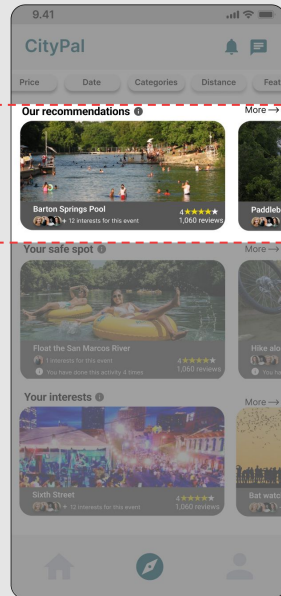 9.41
CityPal
Price Date Categories Distance Feat
Our recommendations More →
Barton Springs Pool
+ 12 interests for this event
4 ★★★★★
1,060 reviews
Paddleb
Your safe spot More →
Float the San Marcos River
1 interests for this event
You have done this activity 4 times
4 ★★★★★
1,060 reviews
Hike alo
You ha
Your interests More →
Sixth Street
+ 12 interests for this event
4 ★★★★★
1,060 reviews
Bat watc